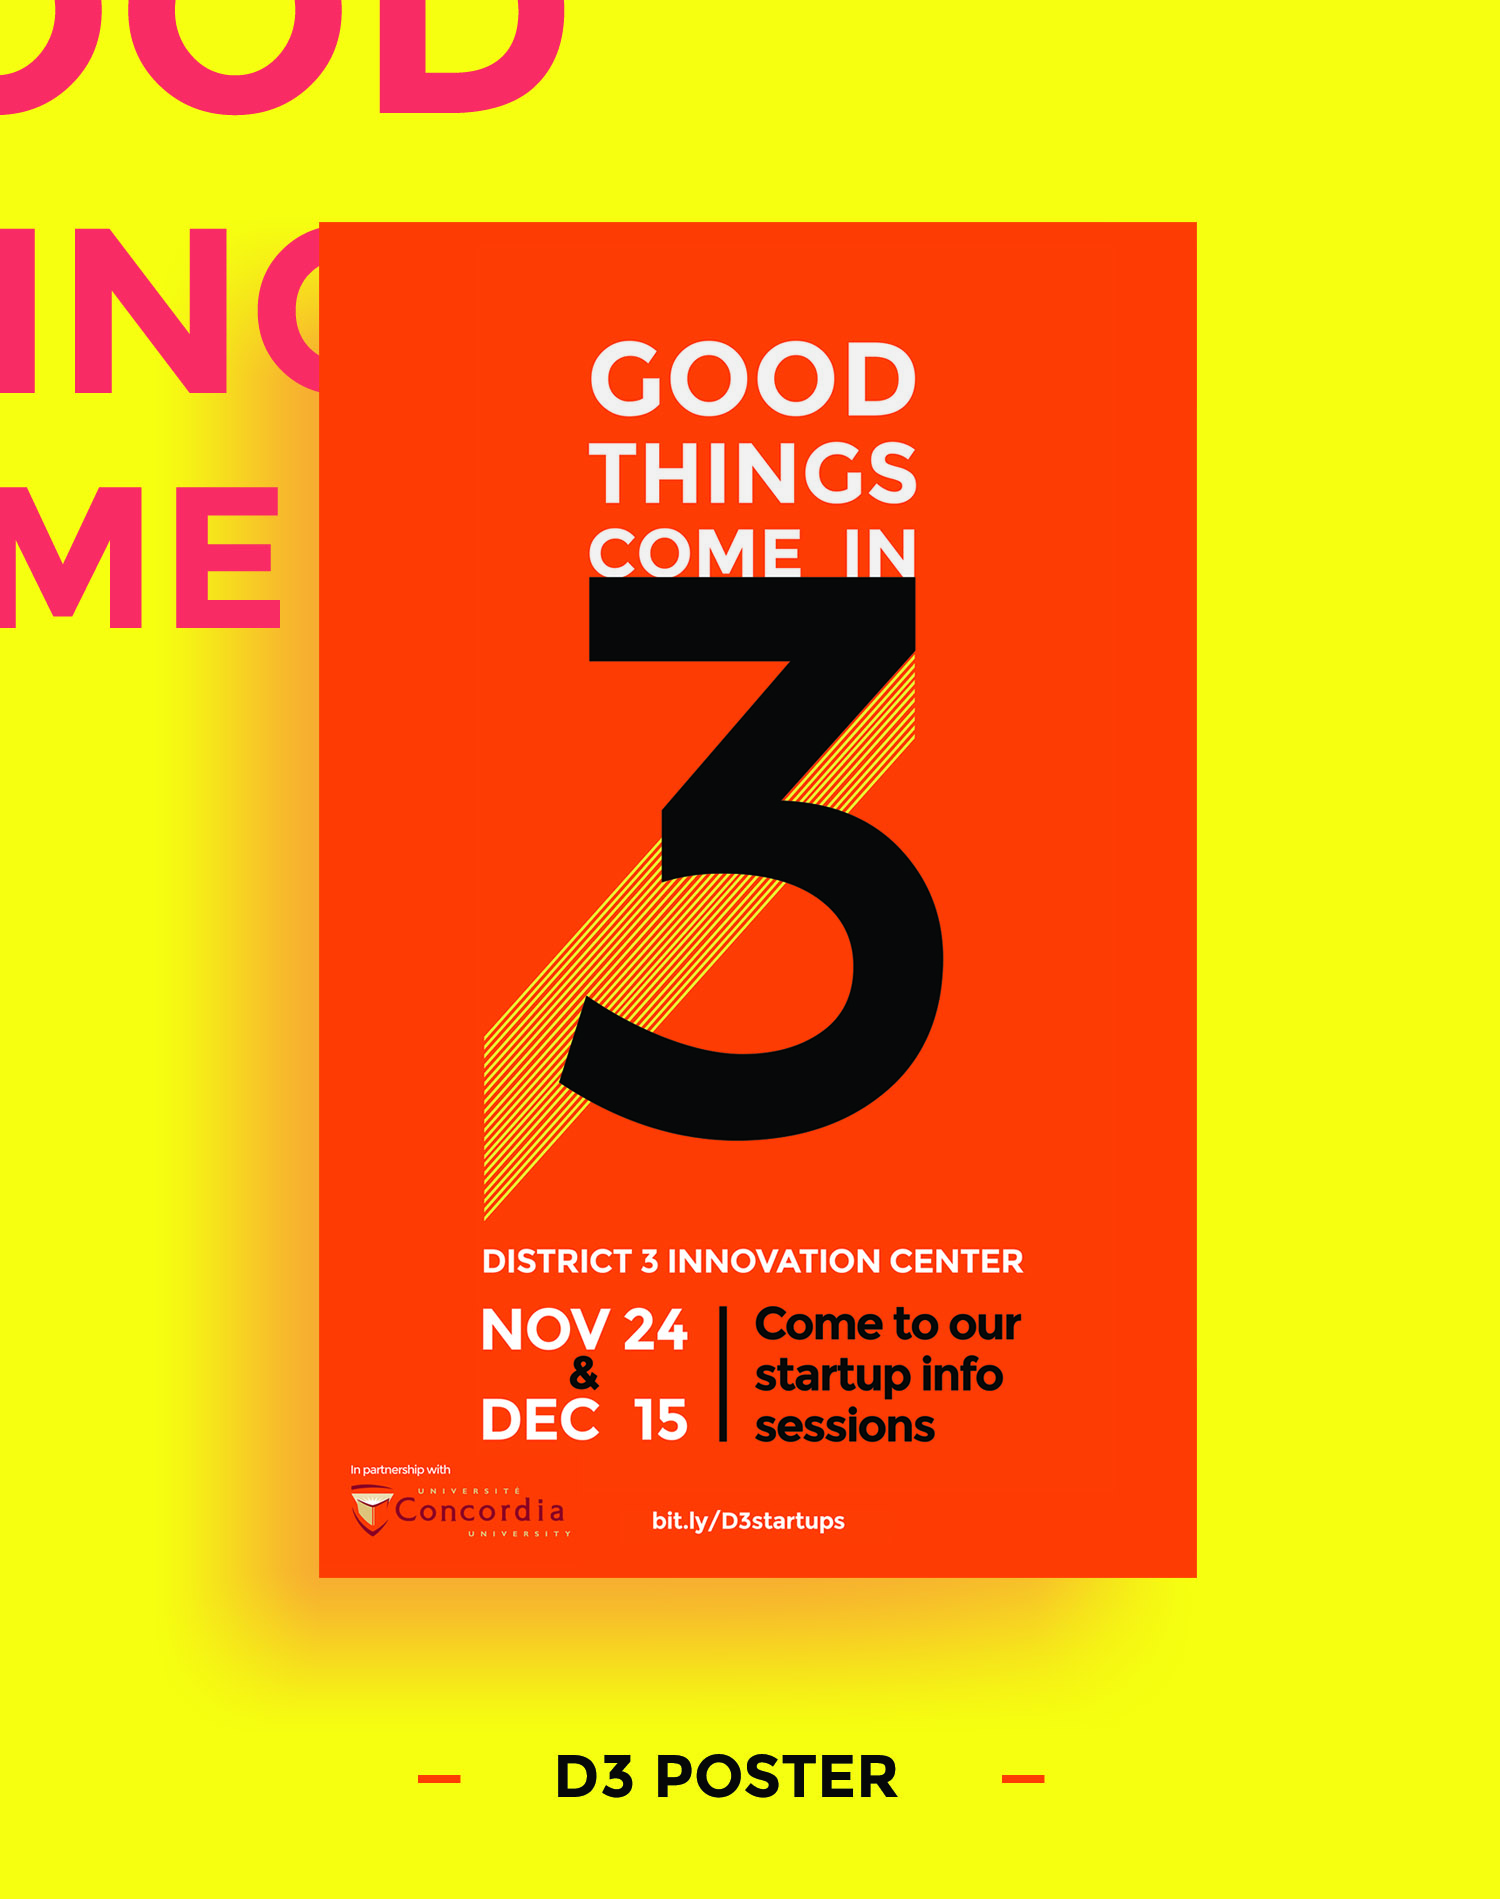 OOD
ING
ME
GOOD
THINGS
COME IN
3
DISTRICT 3 INNOVATION CENTER
NOV 24
&
DEC 15
Come to our
startup info
sessions
In partnership with
UNIVERSITÉ
Concordia
UNIVERSITY
bit.ly/D3startups
D3 POSTER